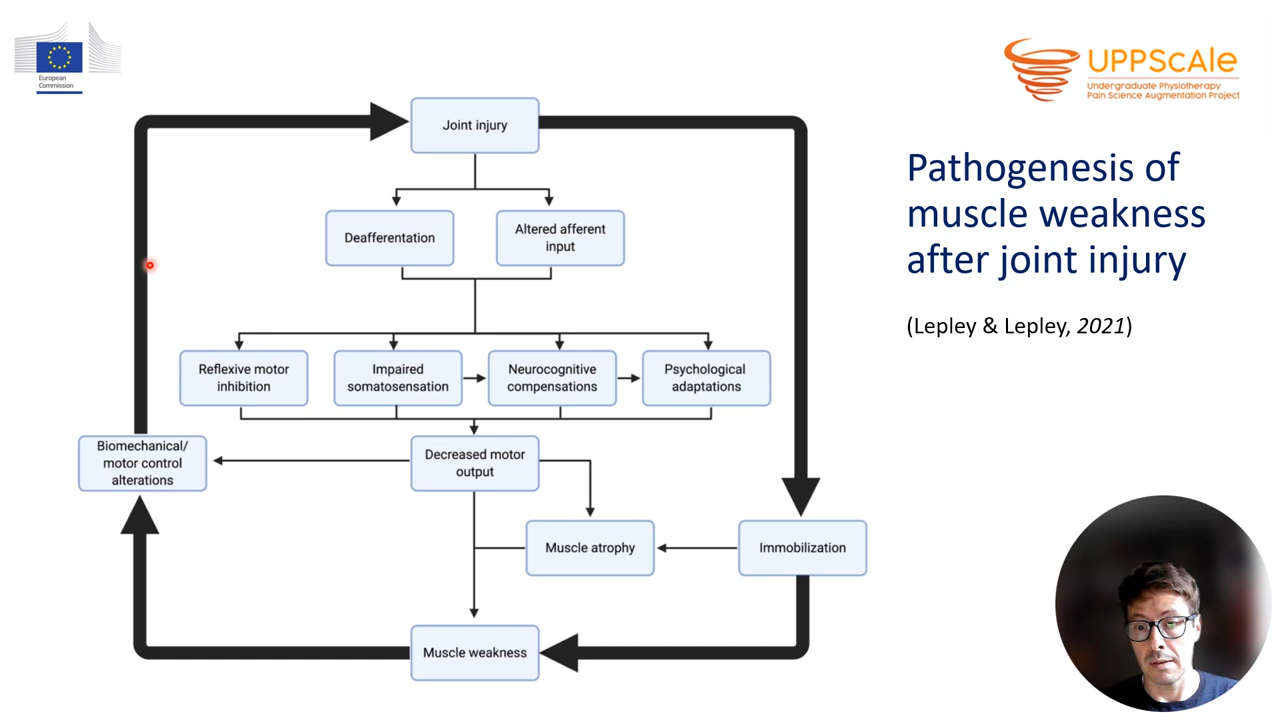 European
Commission
UPPScale
Undergraduate Physiotherapy
Pain Science Augmentation Project
Pathogenesis of
muscle weakness
after joint injury
(Lepley & Lepley, 2021)
Joint injury
Deafferentation
Altered afferent
input
Reflexive motor
inhibition
Impaired
somatosensation
Neurocognitive
compensations
Psychological
adaptations
Biomechanical/
motor control
alterations
Decreased motor
output
Muscle atrophy
Immobilization
Muscle weakness